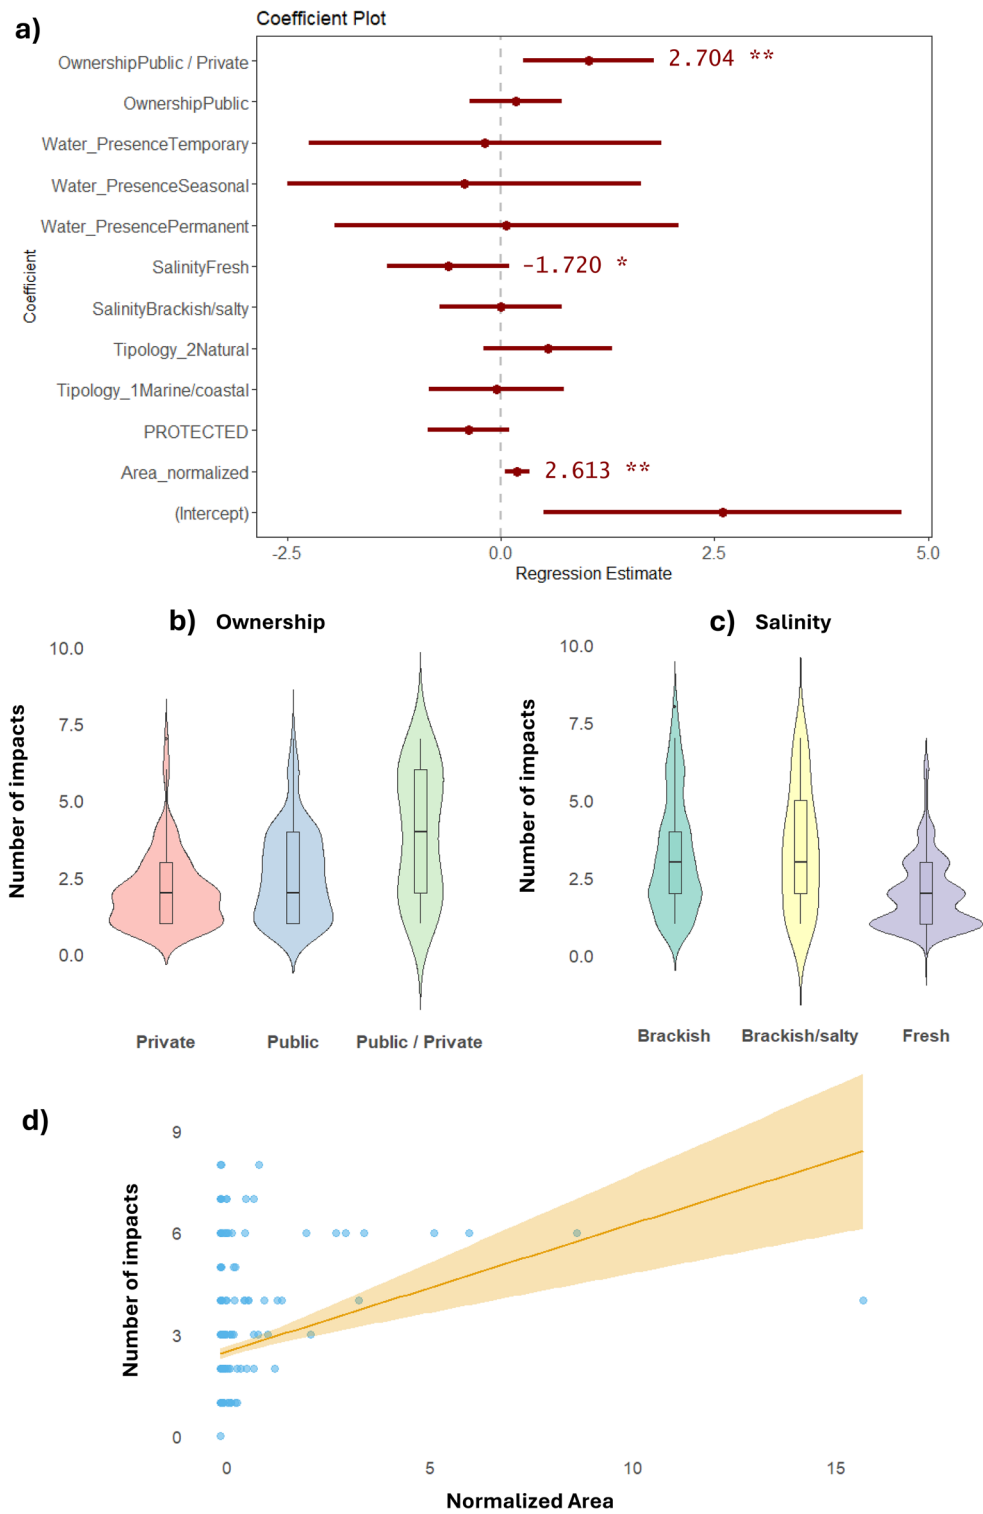 a)
Coefficient Plot
OwnershipPublic / Private
2.704 **
OwnershipPublic
Water_PresenceTemporary
Water_PresenceSeasonal
Water_PresencePermanent
SalinityFresh
-1.720 *
SalinityBrackish/salty
Tipology_2Natural
Tipology_1Marine/coastal
PROTECTED
Area_normalized
2.613 **
(Intercept)
Coefficient
-2.5 0.0 2.5 5.0
Regression Estimate
b) Ownership
Number of impacts
10.0
7.5
5.0
2.5
0.0
Private Public Public / Private
c) Salinity
Number of impacts
10.0
7.5
5.0
2.5
0.0
Brackish Brackish/salty Fresh
d)
Number of impacts
9
6
3
0
0 5 10 15
Normalized Area